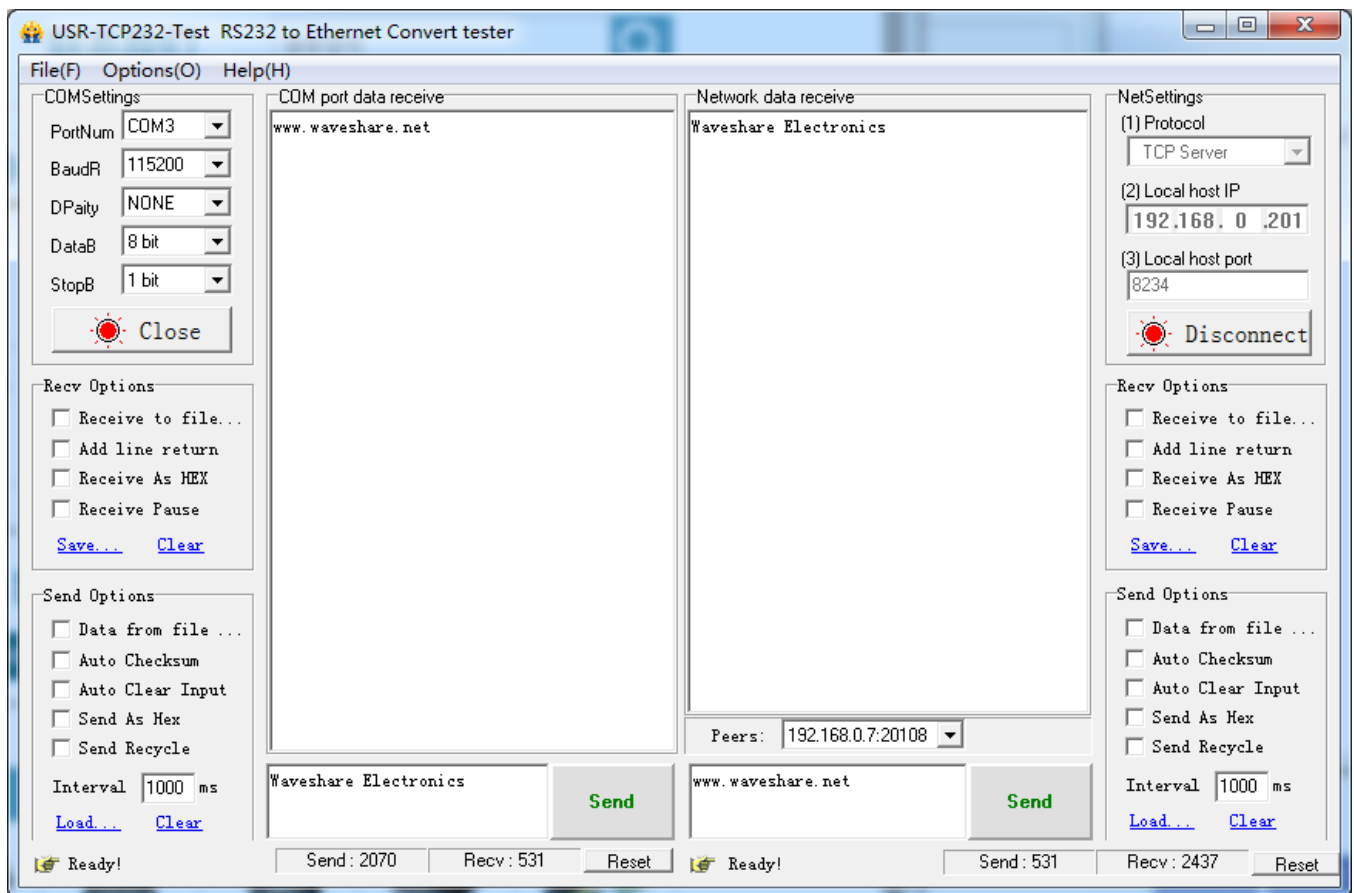 USR-TCP232-Test RS232 to Ethernet Convert tester
File(F) Options(O) Help(H)
COMSettings
PortNum COM3
BaudR 115200
DPaity NONE
DataB 8 bit
StopB 1 bit
Close
Recv Options
Receive to file...
Add line return
Receive As HEX
Receive Pause
Save... Clear
Send Options
Data from file ...
Auto Checksum
Auto Clear Input
Send As Hex
Send Recycle
Interval 1000 ms
Load... Clear
Ready!
COM port data receive
www.waveshare.net
Waveshare Electronics
Send
Send : 2070 Recv : 531 Reset
Network data receive
Waveshare Electronics
Peers: 192.168.0.7:20108
www.waveshare.net
Send
Ready! Send : 531 Recv : 2437 Reset
NetSettings
(1) Protocol
TCP Server
(2) Local host IP
192.168. 0 .201
(3) Local host port
8234
Disconnect
Recv Options
Receive to file...
Add line return
Receive As HEX
Receive Pause
Save... Clear
Send Options
Data from file ...
Auto Checksum
Auto Clear Input
Send As Hex
Send Recycle
Interval 1000 ms
Load... Clear